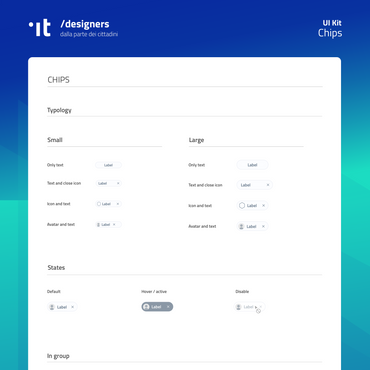 ·it /designers
dalla parte dei cittadini
UI Kit
Chips
CHIPS
Typology
Small
Large
Only text
Label
Only text
Label
Text and close icon
Label
Text and close icon
Label
Icon and text
Label
Icon and text
Label
Avatar and text
Label
Avatar and text
Label
States
Default
Hover / active
Disable
Label
Label
Label
In group